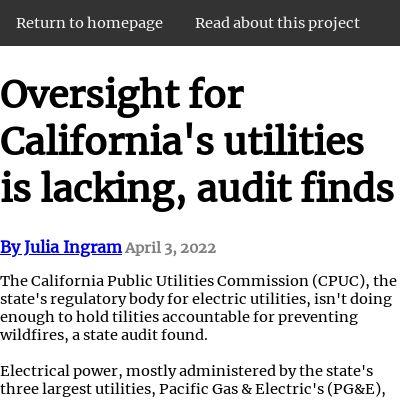 Return to homepage Read about this project
Oversight for
California's utilities
is lacking, audit finds
By Julia Ingram April 3, 2022
The California Public Utilities Commission (CPUC), the
state's regulatory body for electric utilities, isn't doing
enough to hold tilities accountable for preventing
wildfires, a state audit found.
Electrical power, mostly administered by the state's
three largest utilities, Pacific Gas & Electric's (PG&E),